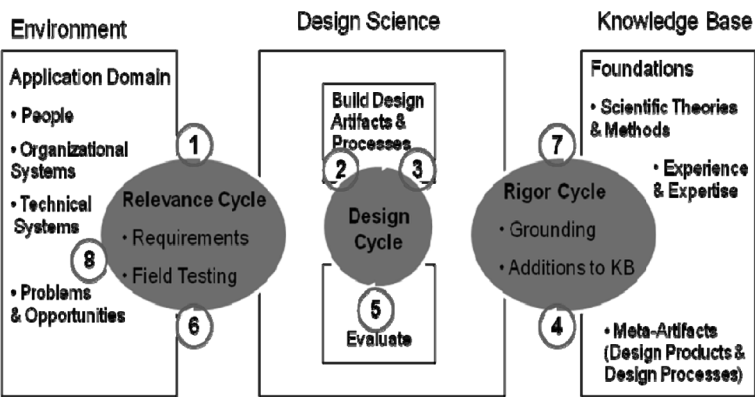 Environment
Design Science
Knowledge Base
Application Domain
• People
• Organizational
Systems
• Technical
Systems
• Problems
& Opportunities
1
Relevance Cycle
• Requirements
• Field Testing
8
6
Build Design
Artifacts &
Processes
2
3
Design
Cycle
5
Evaluate
7
Rigor Cycle
• Grounding
• Additions to KB
4
Foundations
• Scientific Theories
& Methods
• Experience
& Expertise
• Meta-Artifacts
(Design Products &
Design Processes)